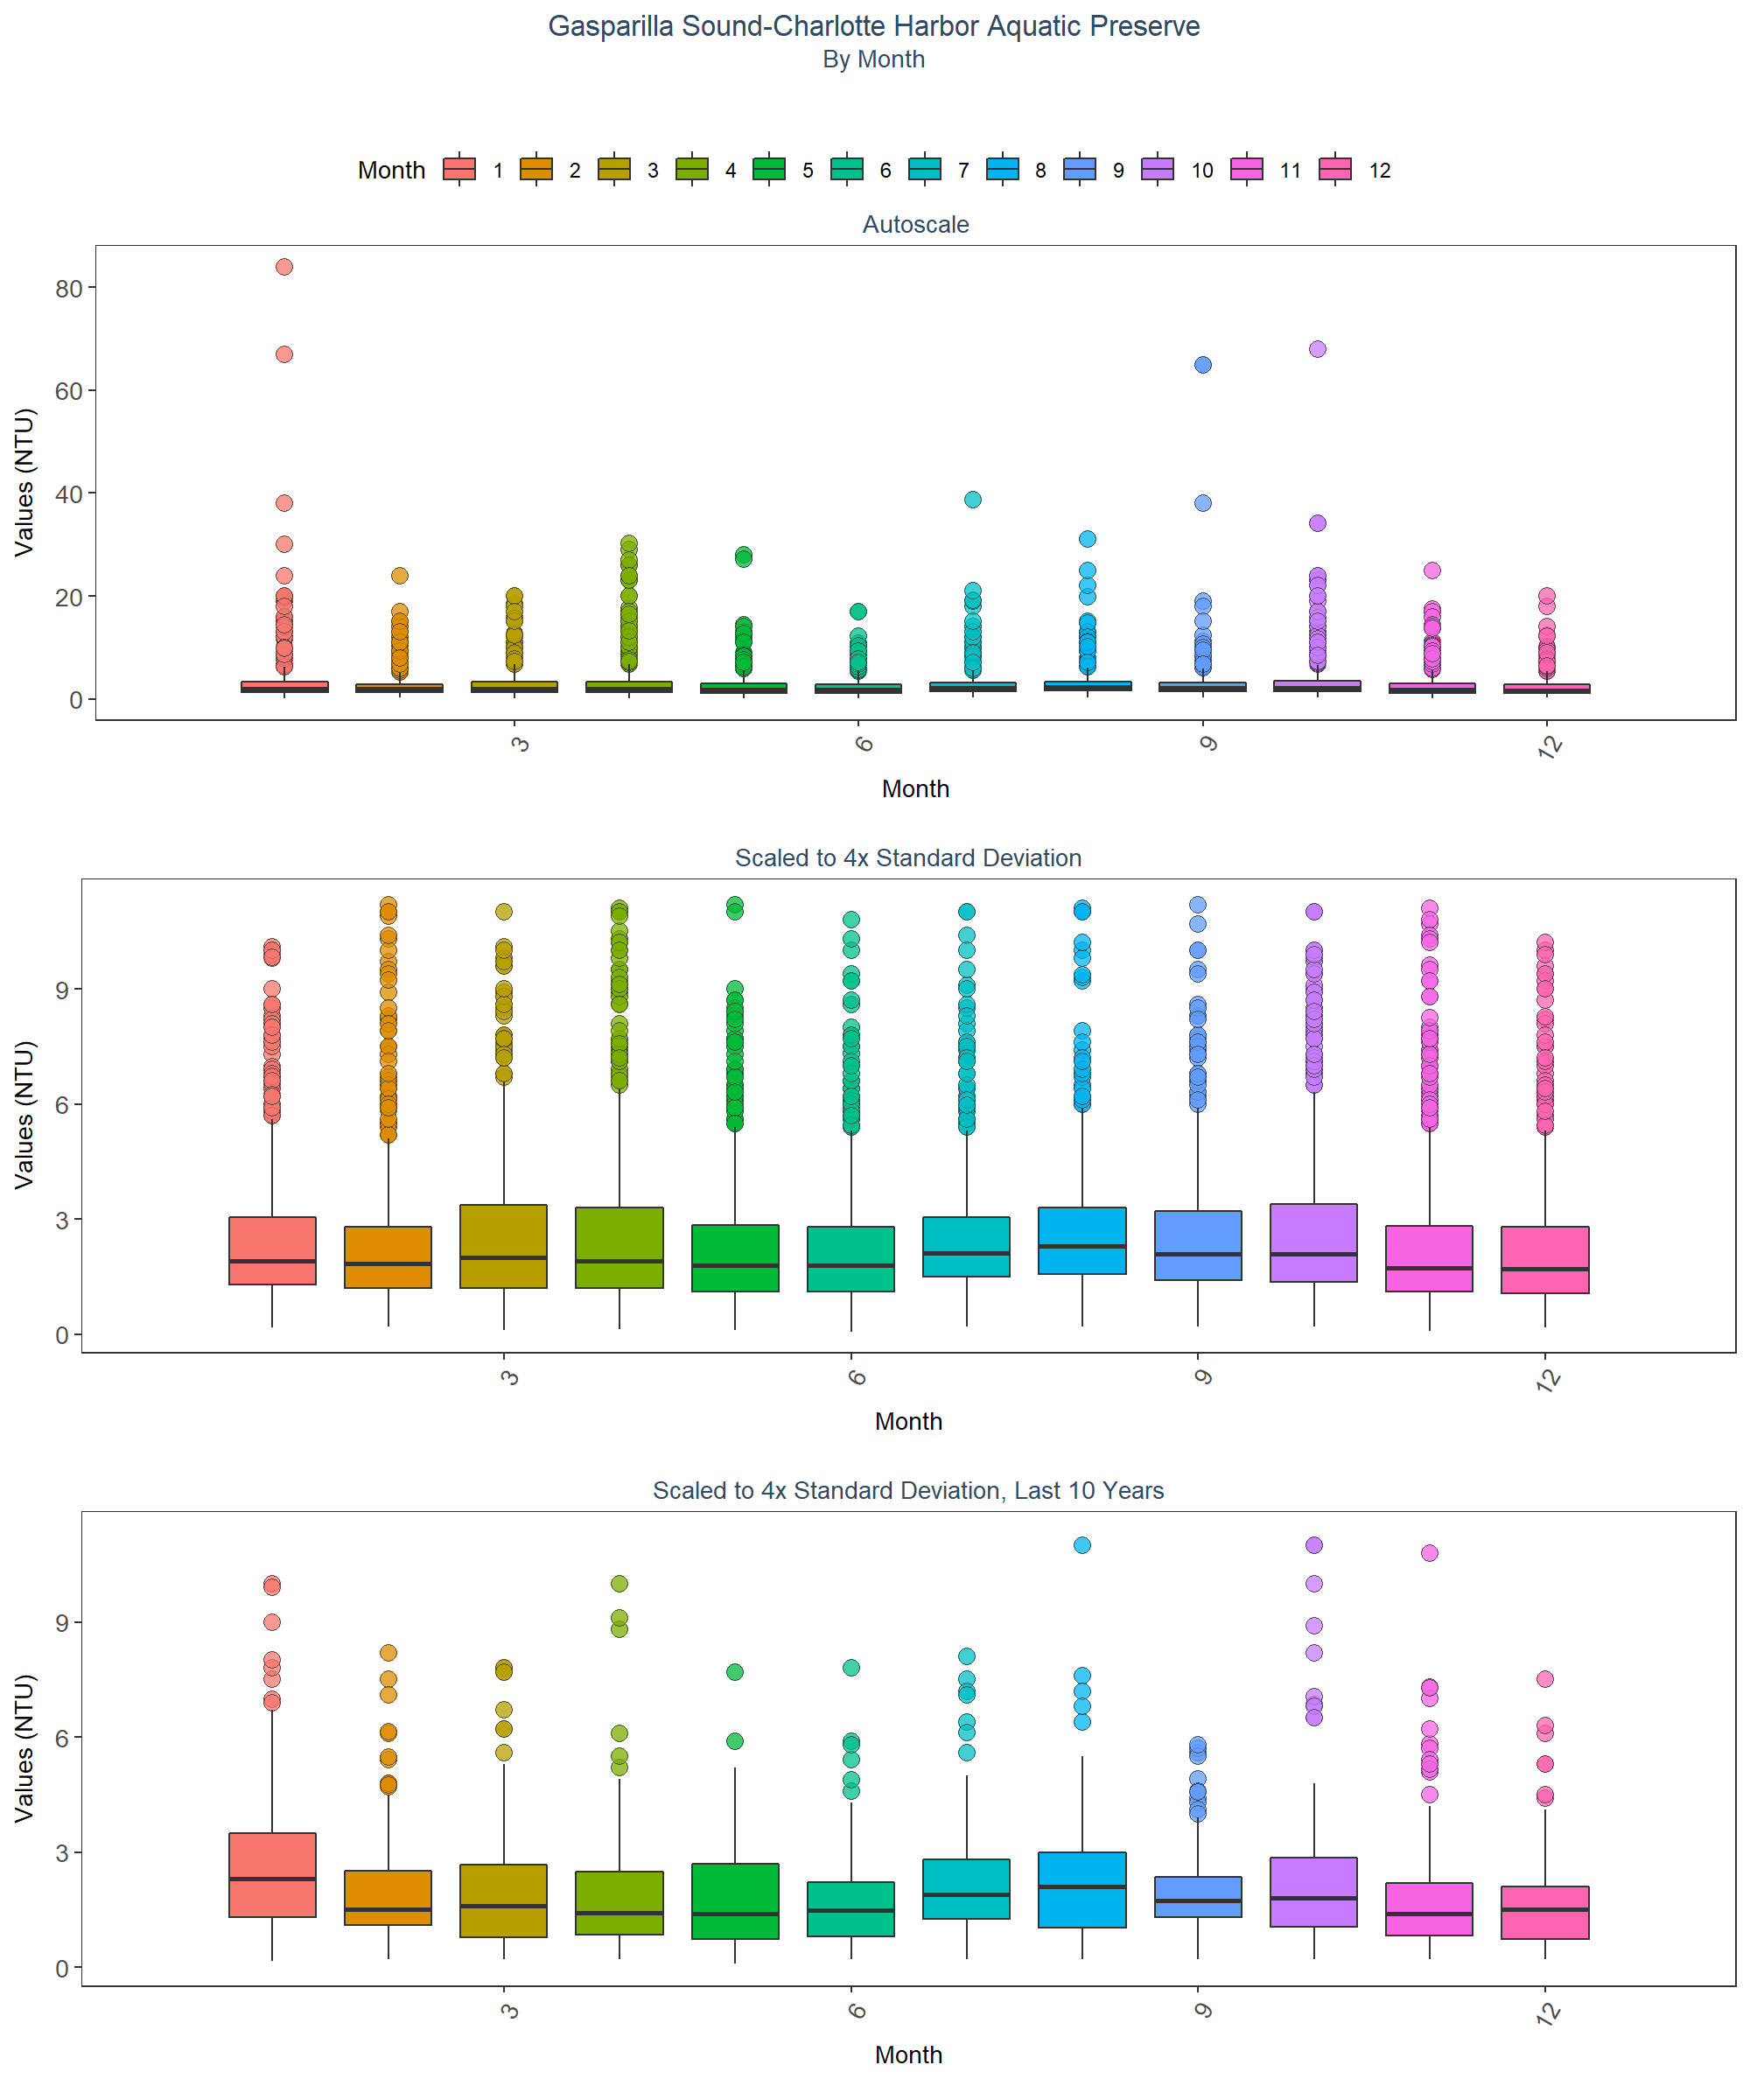 Gasparilla Sound-Charlotte Harbor Aquatic Preserve
By Month
Month 1 2 3 4 5 6 7 8 9 10 11 12
Autoscale
80
60
40
20
0
Values (NTU)
3 6 9 12
Month
Scaled to 4x Standard Deviation
9
6
3
0
Values (NTU)
3 6 9 12
Month
Scaled to 4x Standard Deviation, Last 10 Years
9
6
3
0
Values (NTU)
3 6 9 12
Month